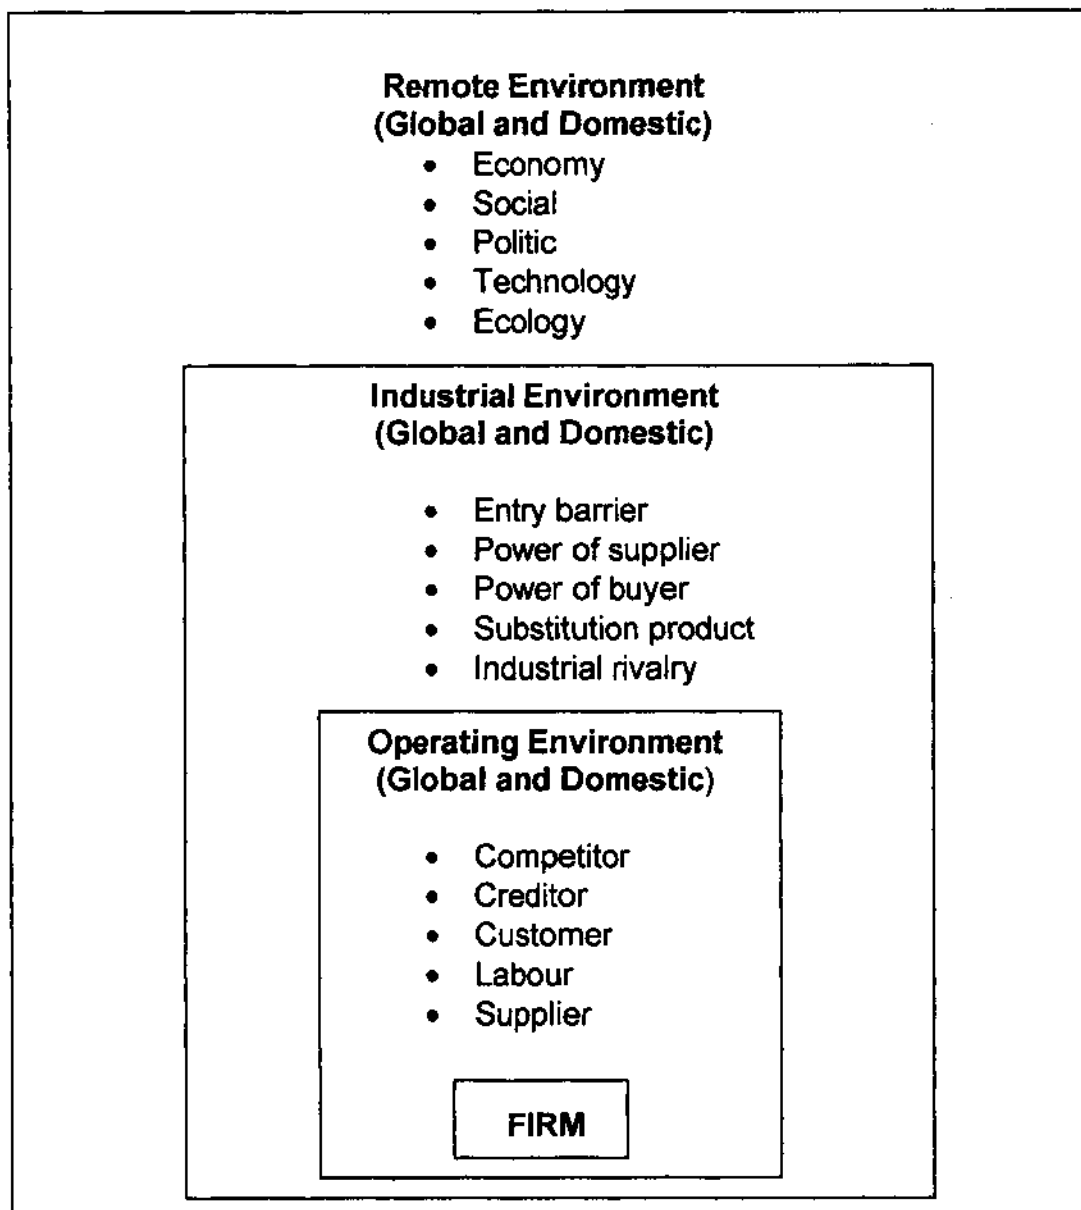 Remote Environment
(Global and Domestic)
• Economy
• Social
• Politic
• Technology
• Ecology
Industrial Environment
(Global and Domestic)
• Entry barrier
• Power of supplier
• Power of buyer
• Substitution product
• Industrial rivalry
Operating Environment
(Global and Domestic)
• Competitor
• Creditor
• Customer
• Labour
• Supplier
FIRM